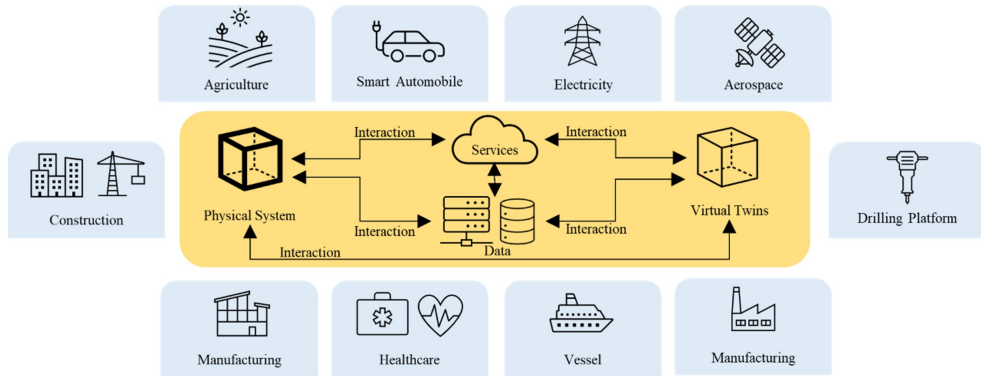 Agriculture
Smart Automobile
Electricity
Aerospace
Interaction
Interaction
Services
Construction
Physical System
Virtual Twins
Drilling Platform
Interaction
Interaction
Interaction
Data
Manufacturing
Healthcare
Vessel
Manufacturing